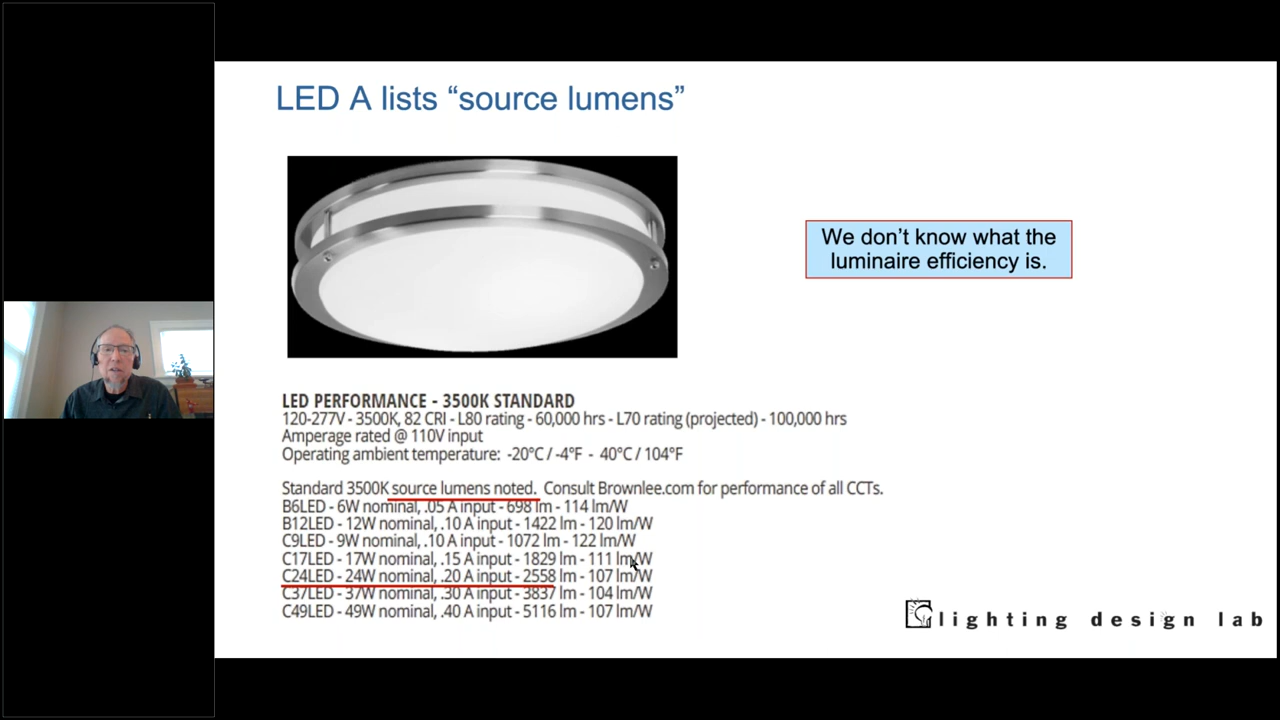 LED A lists “source lumens”
We don’t know what the
luminaire efficiency is.
LED PERFORMANCE - 3500K STANDARD
120-277V - 3500K, 82 CRI - L80 rating - 60,000 hrs - L70 rating (projected) - 100,000 hrs
Amperage rated @ 110V input
Operating ambient temperature: -20°C / -4°F - 40°C / 104°F
Standard 3500K source lumens noted. Consult Brownlee.com for performance of all CCTs.
B6LED - 6W nominal, .05 A input - 698 lm - 114 lm/W
B12LED - 12W nominal, .10 A input - 1422 lm - 120 lm/W
C9LED - 9W nominal, .10 A input - 1072 lm - 122 lm/W
C17LED - 17W nominal, .15 A input - 1829 lm - 111 lm/W
C24LED - 24W nominal, .20 A input - 2558 lm - 107 lm/W
C37LED - 37W nominal, .30 A input - 3837 lm - 104 lm/W
C49LED - 49W nominal, .40 A input - 5116 lm - 107 lm/W
lighting design lab